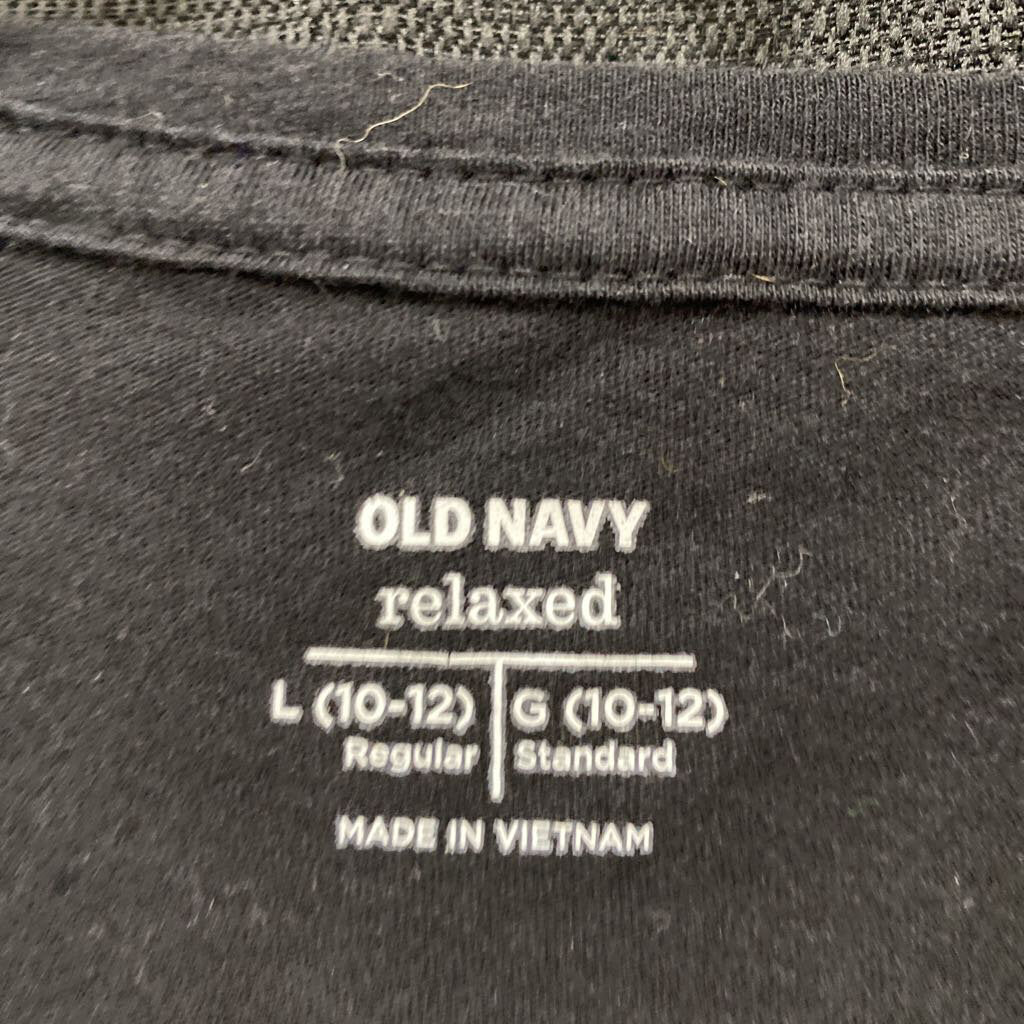 OLD NAVY
relaxed
L (10-12) G (10-12)
Regular Standard
MADE IN VIETNAM